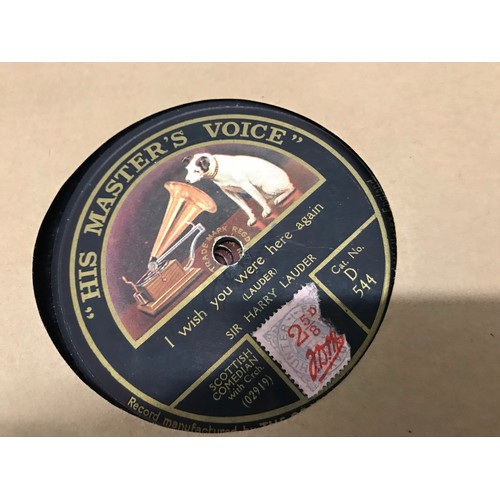 "HIS MASTER'S VOICE"
TRADE-MARK REGD
I wish you were here again
(LAUDER)
SIR HARRY LAUDER
Cat. No.
D.
544
SCOTTISH
COMEDIAN
with Orch.
(02919)
Record manufactured by